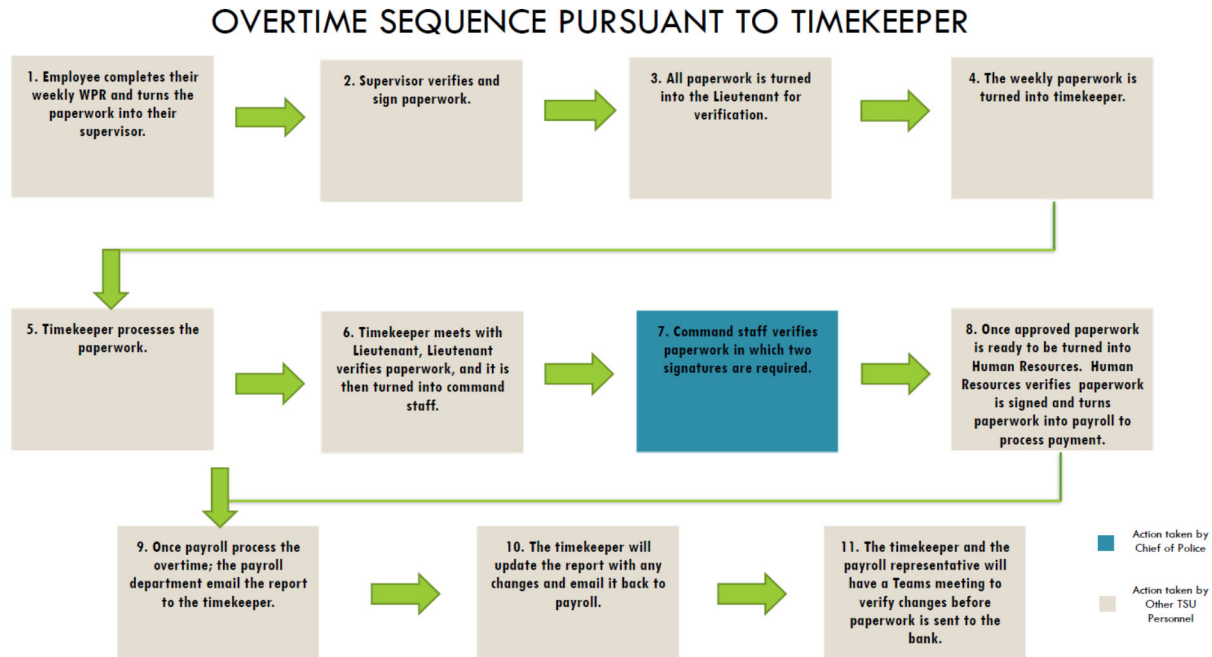 OVERTIME SEQUENCE PURSUANT TO TIMEKEEPER
1. Employee completes their
weekly WPR and turns the
paperwork into their
supervisor.
2. Supervisor verifies and
sign paperwork.
3. All paperwork is turned
into the Lieutenant for
verification.
4. The weekly paperwork is
turned into timekeeper.
5. Timekeeper processes the
paperwork.
6. Timekeeper meets with
Lieutenant, Lieutenant
verifies paperwork, and it is
then turned into command
staff.
7. Command staff verifies
paperwork in which two
signatures are required.
8. Once approved paperwork
is ready to be turned into
Human Resources. Human
Resources verifies paperwork
is signed and turns
paperwork into payroll to
process payment.
9. Once payroll process the
overtime; the payroll
department email the report
to the timekeeper.
10. The timekeeper will
update the report with any
changes and email it back to
payroll.
11. The timekeeper and the
payroll representative will
have a Teams meeting to
verify changes before
paperwork is sent to the
bank.
Action taken by
Chief of Police
Action taken by
Other TSU
Personnel